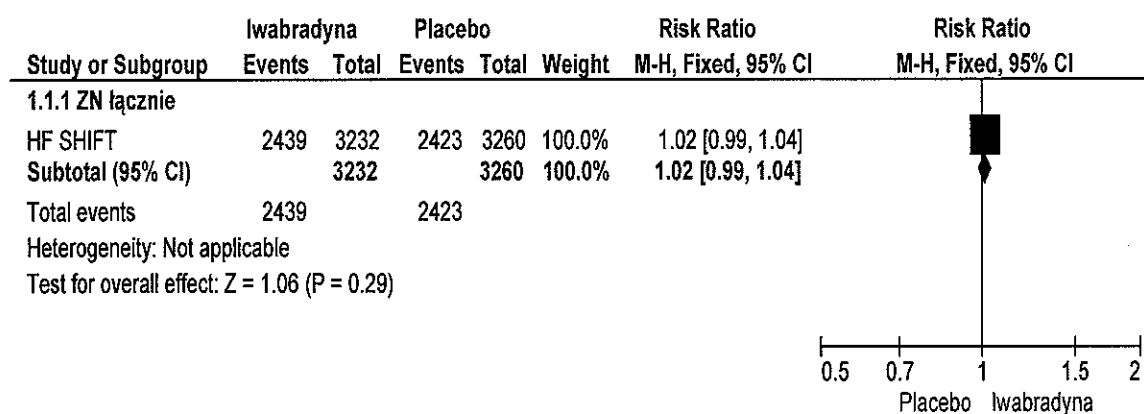 Iwabradyna Placebo Risk Ratio Risk Ratio
Study or Subgroup Events Total Events Total Weight M-H, Fixed, 95% CI M-H, Fixed, 95% CI
1.1.1 ZN łącznie
HF SHIFT 2439 3232 2423 3260 100.0% 1.02 [0.99, 1.04]
Subtotal (95% CI) 3232 3260 100.0% 1.02 [0.99, 1.04]
Total events 2439 2423
Heterogeneity: Not applicable
Test for overall effect: Z = 1.06 (P = 0.29)
0.5 0.7 1 1.5 2
Placebo Iwabradyna